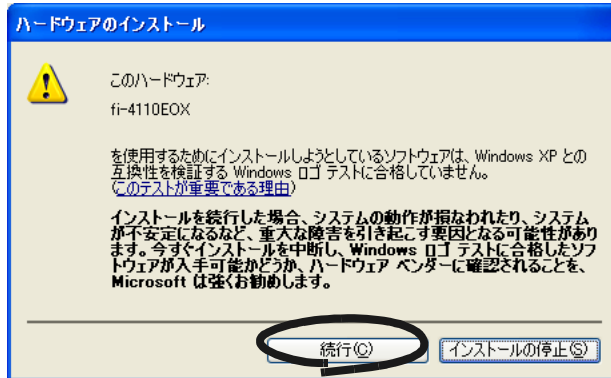 ハードウェアのインストール
このハードウェア:
fi-4110EOX
を使用するためにインストールしようとしているソフトウェアは、Windows XP との
互換性を検証する Windows ロゴ テストに合格していません。
(このテストが重要である理由)
インストールを続行した場合、システムの動作が損なわれたり、システム
が不安定になるなど、重大な障害を引き起こす要因となる可能性があり
ます。今すぐインストールを中断し、Windows ロゴ テストに合格したソフ
トウェアが入手可能かどうか、ハードウェア ベンダーに確認されることを、
Microsoft は強くお勧めします。
続行(C)
インストールの停止(S)